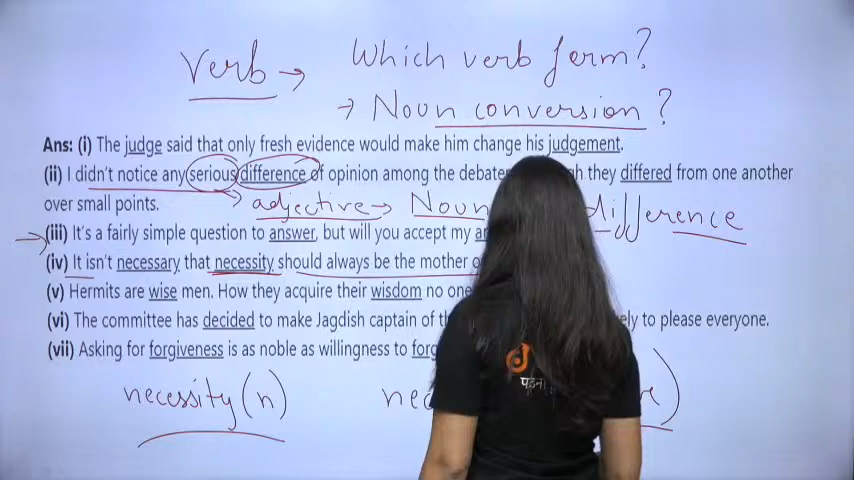 Verb → Which verb form?
→ Noun conversion?
Ans: (i) The judge said that only fresh evidence would make him change his judgement.
(ii) I didn't notice any serious difference of opinion among the debate they differed from one another
over small points.
adjective → Noun difference
(iii) It's a fairly simple question to answer, but will you accept my
(iv) It isn't necessary that necessity should always be the mother
(v) Hermits are wise men. How they acquire their wisdom no one
(vi) The committee has decided to make Jagdish captain of to please everyone.
(vii) Asking for forgiveness is as noble as willingness to
necessity (n)